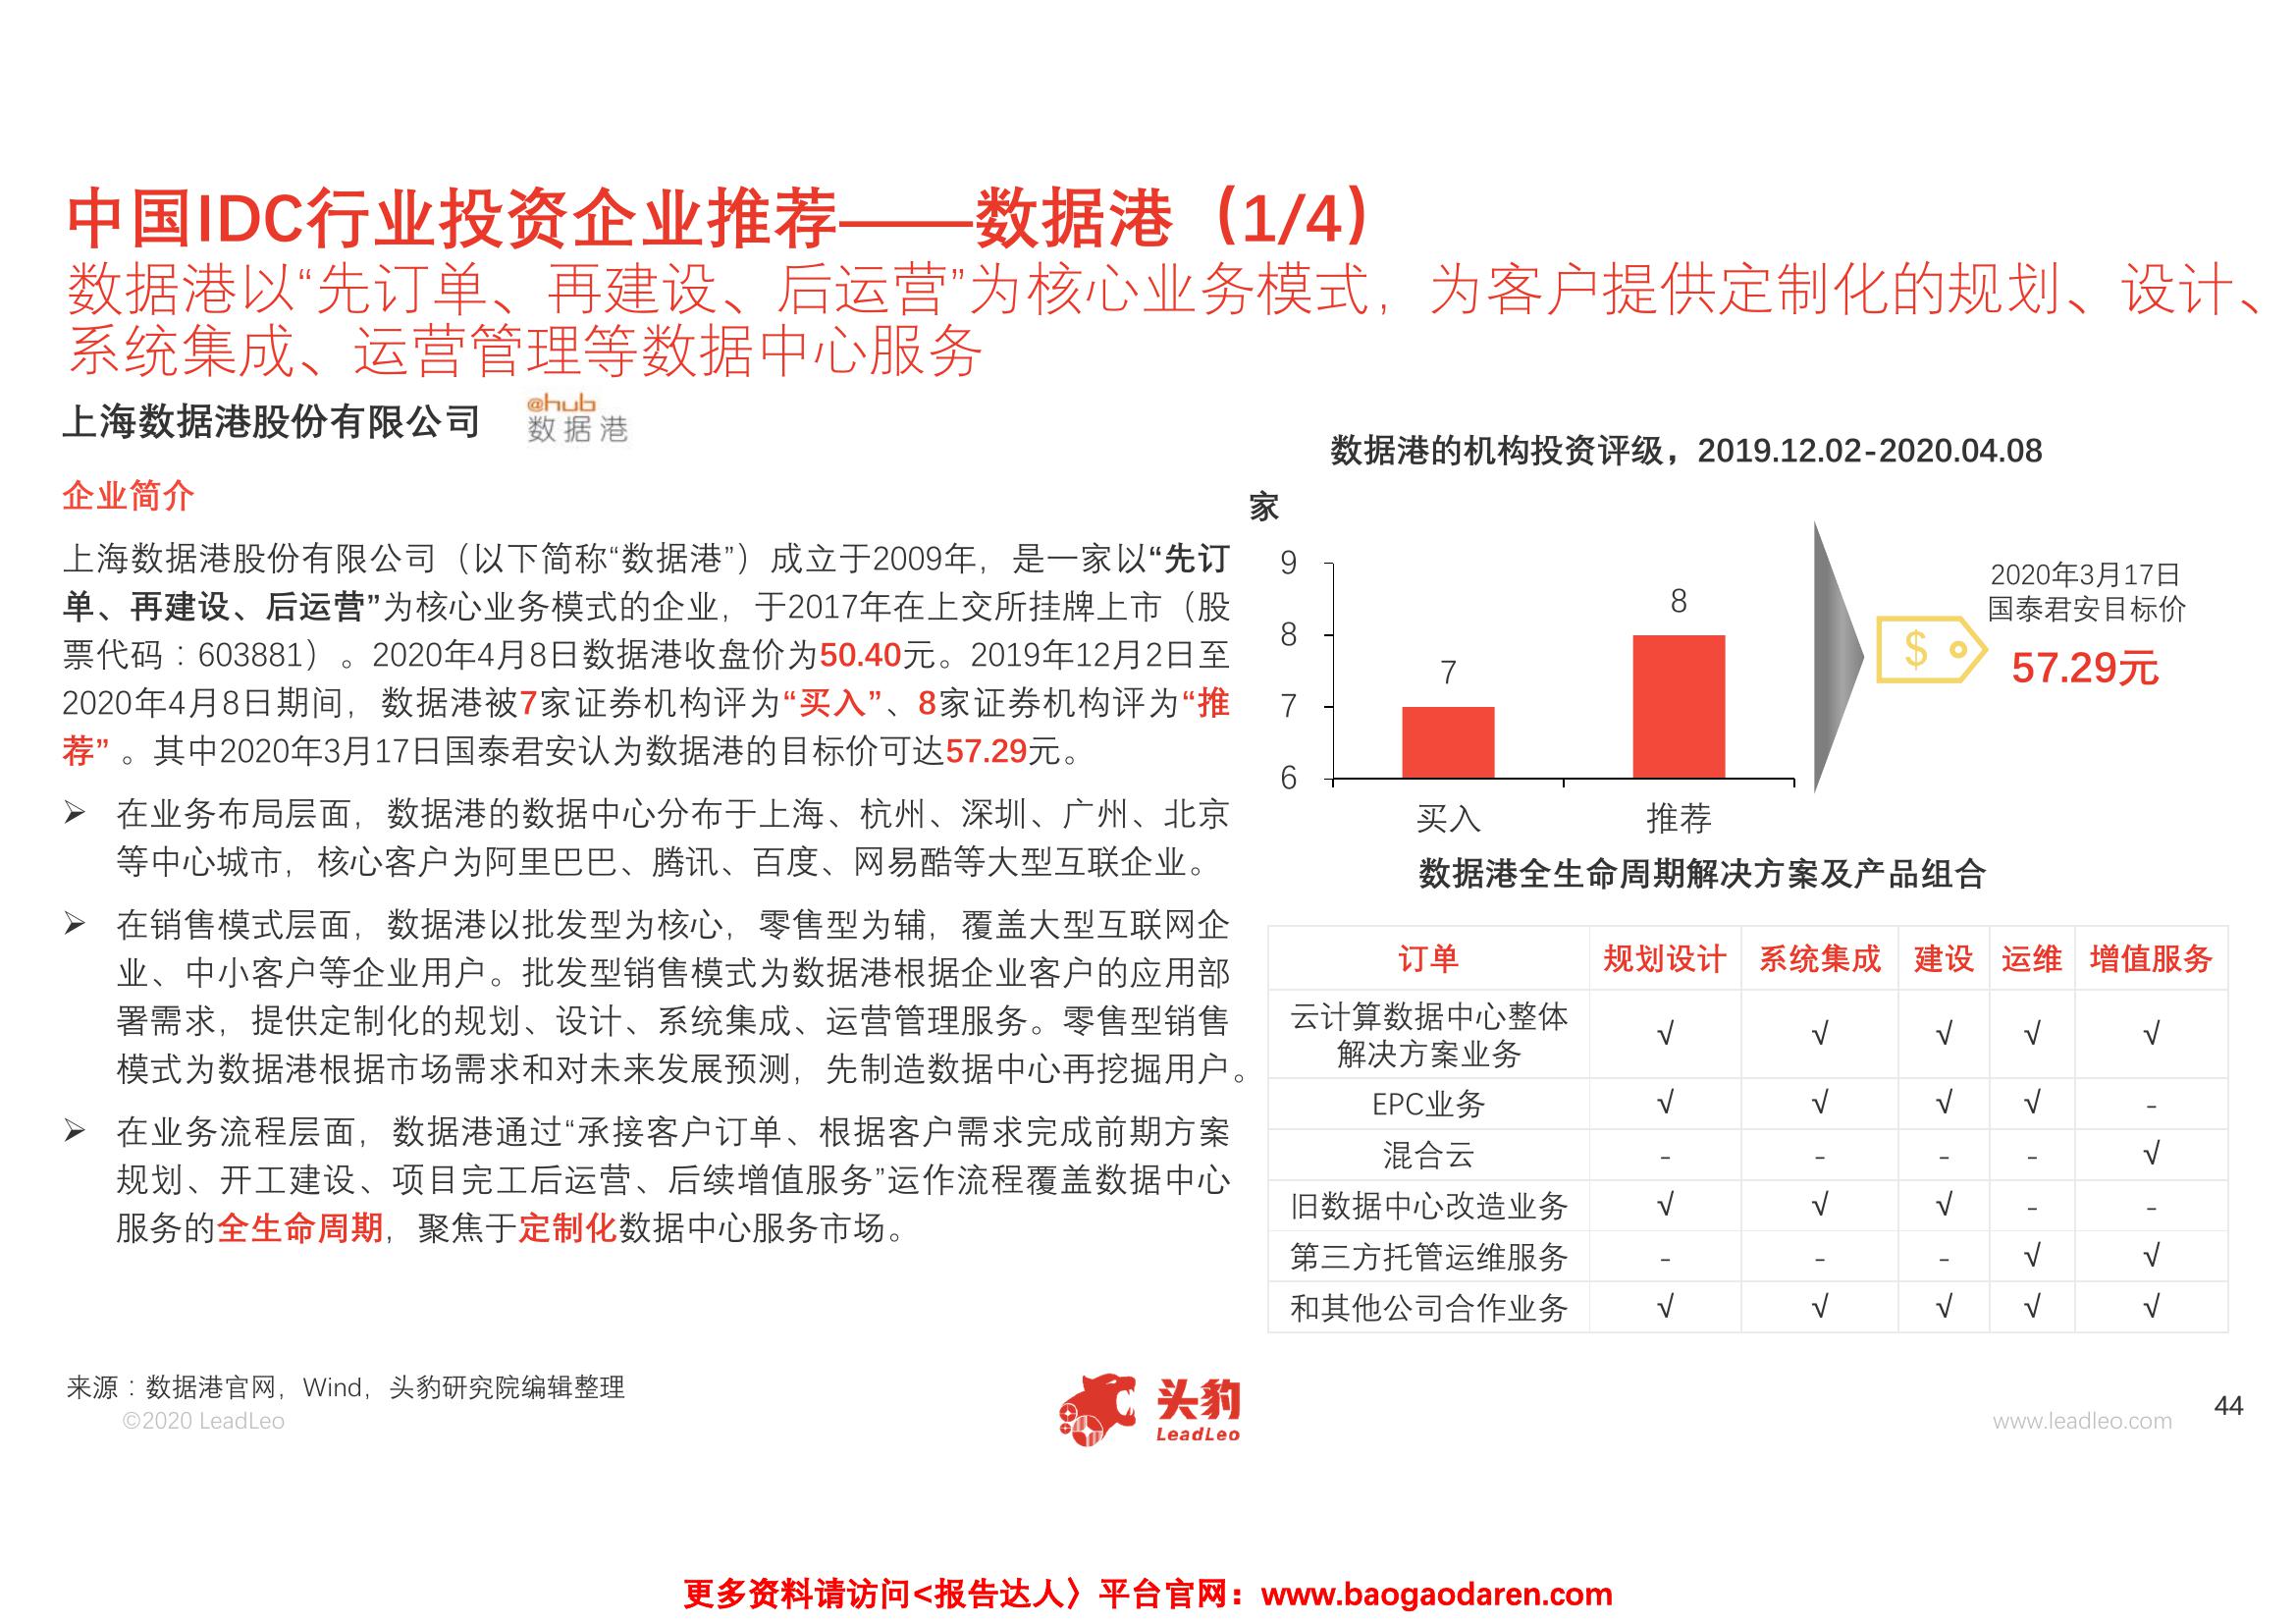 中国IDC行业投资企业推荐——数据港（1/4）
数据港以“先订单、再建设、后运营”为核心业务模式，为客户提供定制化的规划、设计、
系统集成、运营管理等数据中心服务
上海数据港股份有限公司
@hub
数据港
企业简介
上海数据港股份有限公司（以下简称“数据港”）成立于2009年，是一家以“先订
单、再建设、后运营”为核心业务模式的企业，于2017年在上交所挂牌上市（股
票代码：603881）。2020年4月8日数据港收盘价为50.40元。2019年12月2日至
2020年4月8日期间，数据港被7家证券机构评为“买入”、8家证券机构评为“推
荐” 。其中2020年3月17日国泰君安认为数据港的目标价可达57.29元。
➢ 在业务布局层面，数据港的数据中心分布于上海、杭州、深圳、广州、北京
等中心城市，核心客户为阿里巴巴、腾讯、百度、网易酷等大型互联企业。
➢ 在销售模式层面，数据港以批发型为核心，零售型为辅，覆盖大型互联网企
业、中小客户等企业用户。批发型销售模式为数据港根据企业客户的应用部
署需求，提供定制化的规划、设计、系统集成、运营管理服务。零售型销售
模式为数据港根据市场需求和对未来发展预测，先制造数据中心再挖掘用户。
➢ 在业务流程层面，数据港通过“承接客户订单、根据客户需求完成前期方案
规划、开工建设、项目完工后运营、后续增值服务”运作流程覆盖数据中心
服务的全生命周期，聚焦于定制化数据中心服务市场。
数据港的机构投资评级，2019.12.02-2020.04.08
家
9
8
7
6
7
8
买入 推荐
$
2020年3月17日
国泰君安目标价
57.29元
数据港全生命周期解决方案及产品组合
订单 规划设计 系统集成 建设 运维 增值服务
云计算数据中心整体
解决方案业务 √ √ √ √ √
EPC业务 √ √ √ √ -
混合云 - - - - √
旧数据中心改造业务 √ √ √ - -
第三方托管运维服务 - - - √ √
和其他公司合作业务 √ √ √ √ √
来源：数据港官网，Wind，头豹研究院编辑整理
©2020 LeadLeo
头豹
LeadLeo
www.leadleo.com
44
更多资料请访问<报告达人〉平台官网：www.baogaodaren.com